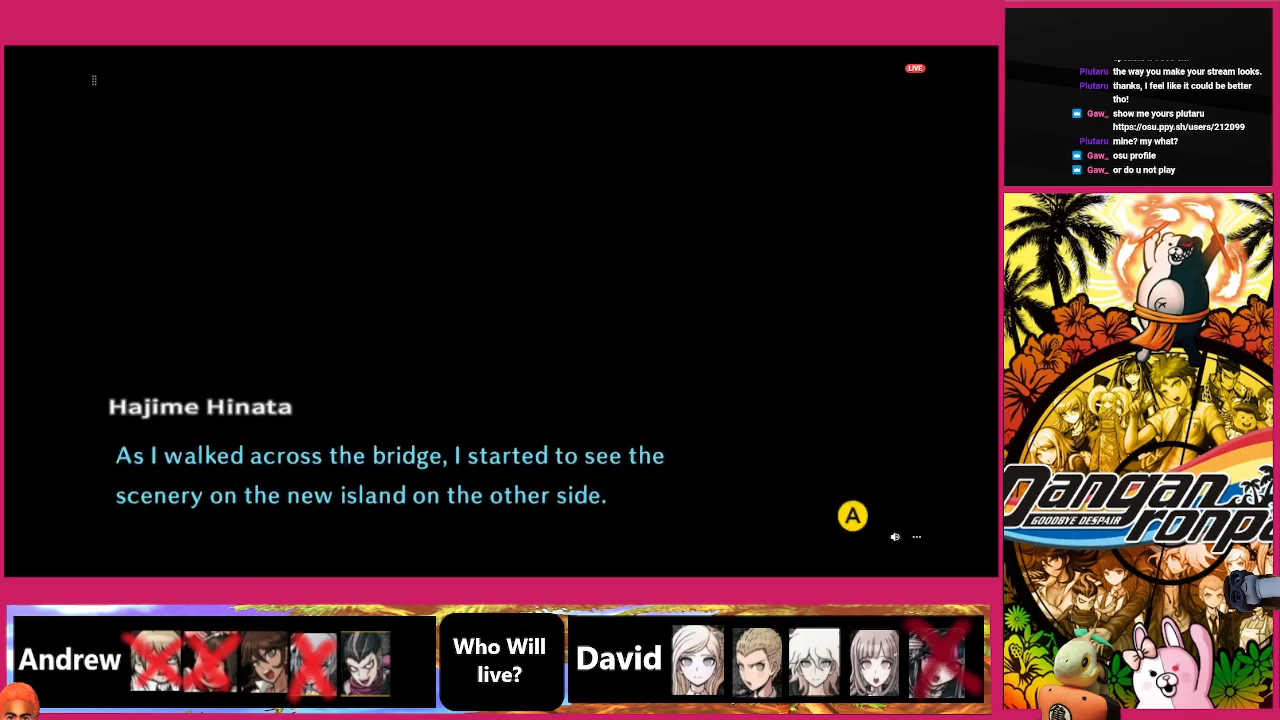 LIVE
Hajime Hinata
As I walked across the bridge, I started to see the
scenery on the new island on the other side.
A
Plutaru the way you make your stream looks.
Plutaru thanks, I feel like it could be better
tho!
Gaw_ show me yours plutaru
https://osu.ppy.sh/users/212099
Plutaru mine? my what?
Gaw_ osu profile
Gaw_ or do u not play
Dangan
GOODBYE DESPAIR
ronpa
Andrew
Who Will
live?
David